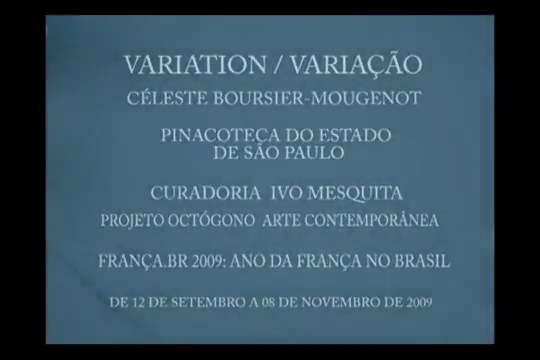 VARIATION / VARIAÇÃO
CÉLESTE BOURSIER-MOUGENOT
PINACOTECA DO ESTADO
DE SÃO PAULO
CURADORIA IVO MESQUITA
PROJETO OCTÓGONO ARTE CONTEMPORÂNEA
FRANÇA.BR 2009: ANO DA FRANÇA NO BRASIL
DE 12 DE SETEMBRO A 08 DE NOVEMBRO DE 2009